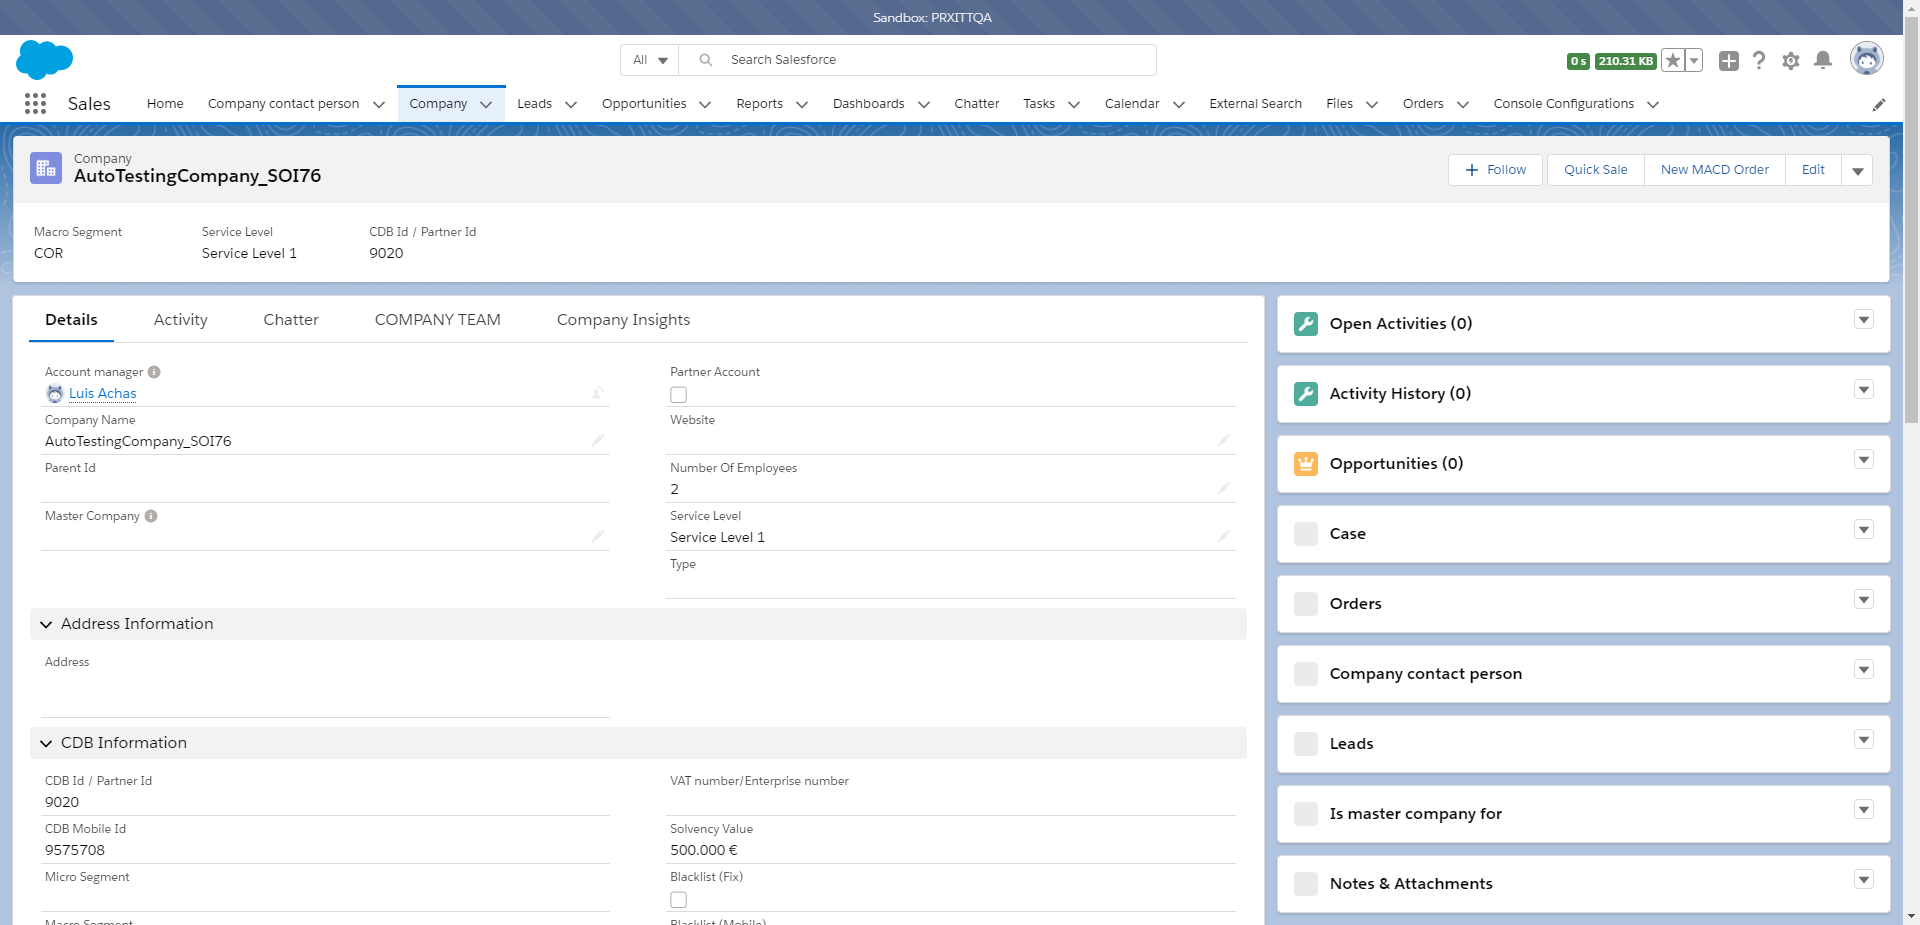 Sandbox: PRXITTQA
All
Search Salesforce
0 s
210.31 KB
Sales
Home
Company contact person
Company
Leads
Opportunities
Reports
Dashboards
Chatter
Tasks
Calendar
External Search
Files
Orders
Console Configurations
Company
AutoTestingCompany_SOI76
Follow
Quick Sale
New MACD Order
Edit
Macro Segment
COR
Service Level
Service Level 1
CDB Id / Partner Id
9020
Details
Activity
Chatter
COMPANY TEAM
Company Insights
Account manager
Luis Achas
Company Name
AutoTestingCompany_SOI76
Parent Id
Master Company
Partner Account
Website
Number Of Employees
2
Service Level
Service Level 1
Type
Address Information
Address
CDB Information
CDB Id / Partner Id
9020
CDB Mobile Id
9575708
Micro Segment
Macro Segment
VAT number/Enterprise number
Solvency Value
500.000 €
Blacklist (Fix)
Blacklist (Mobile)
Open Activities (0)
Activity History (0)
Opportunities (0)
Case
Orders
Company contact person
Leads
Is master company for
Notes & Attachments